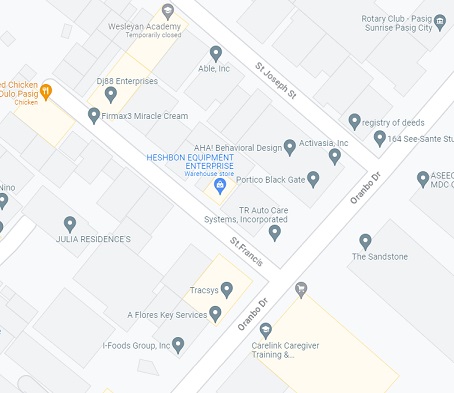 Wesleyan Academy
Temporarily closed
Rotary Club - Pasig
Sunrise Pasig City
Able, Inc
St Joseph St
ed Chicken
Dulo Pasig
Chicken
Dj88 Enterprises
Firmax3 Miracle Cream
registry of deeds
164 See-Sante Stu
AHA! Behavioral Design
Activasia, Inc
HESHBON EQUIPMENT
ENTERPRISE
Warehouse store
Portico Black Gate
Oranbo Dr
ASEEC
MDC C
Nino
TR Auto Care
Systems, Incorporated
JULIA RESIDENCE'S
St.Francis
The Sandstone
Tracsys
Oranbo Dr
A Flores Key Services
I-Foods Group, Inc
Carelink Caregiver
Training &...